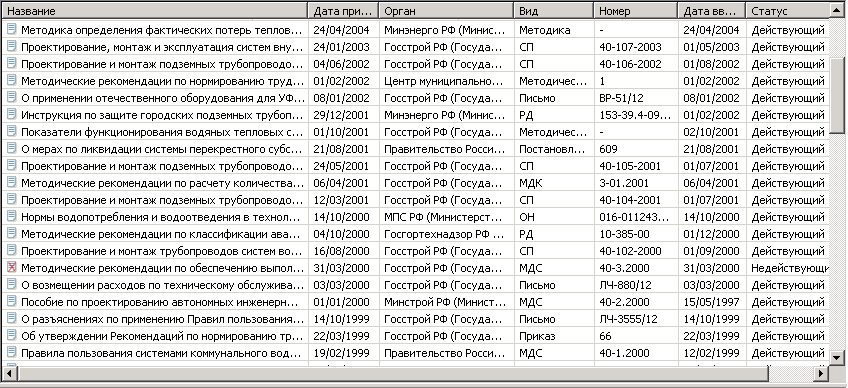 Название Дата при... Орган Вид Номер Дата вв... Статус
Методика определения фактических потерь теплов... 24/04/2004 Минэнерго РФ (Минис... Методика - 24/04/2004 Действующий
Проектирование, монтаж и эксплуатация систем вну... 24/01/2003 Госстрой РФ (Госуда... СП 40-107-2003 01/05/2003 Действующий
Проектирование и монтаж подземных трубопроводо... 04/06/2002 Госстрой РФ (Госуда... СП 40-106-2002 01/08/2002 Действующий
Методические рекомендации по нормированию труд... 01/02/2002 Центр муниципально... Методичес... 1 01/02/2002 Действующий
О применении отечественного оборудования для УФ... 08/01/2002 Госстрой РФ (Госуда... Письмо ВР-51/12 08/01/2002 Действующий
Инструкция по защите городских подземных трубоп... 29/12/2001 Минэнерго РФ (Минис... РД 153-39.4-09... 01/02/2002 Действующий
Показатели функционирования водяных тепловых с... 01/10/2001 Госстрой РФ (Госуда... Методичес... - 02/10/2001 Действующий
О мерах по ликвидации системы перекрестного субс... 21/08/2001 Правительство Росси... Постановл... 609 21/08/2001 Действующий
Проектирование и монтаж подземных трубопроводо... 24/05/2001 Госстрой РФ (Госуда... СП 40-105-2001 01/07/2001 Действующий
Методические рекомендации по расчету количества... 06/04/2001 Госстрой РФ (Госуда... МДК 3-01.2001 06/04/2001 Действующий
Проектирование и монтаж подземных трубопроводо... 12/03/2001 Госстрой РФ (Госуда... СП 40-104-2001 01/07/2001 Действующий
Нормы водопотребления и водоотведения в технол... 14/10/2000 МПС РФ (Министерст... ОН 016-011243... 14/10/2000 Действующий
Методические рекомендации по классификации ава... 04/10/2000 Госгортехнадзор РФ ... РД 10-385-00 01/12/2000 Действующий
Проектирование и монтаж трубопроводов систем во... 16/08/2000 Госстрой РФ (Госуда... СП 40-102-2000 01/09/2000 Действующий
Методические рекомендации по обеспечению выпол... 31/03/2000 Госстрой РФ (Госуда... МДС 40-3.2000 31/03/2000 Недействующи
О возмещении расходов по техническому обслужива... 03/03/2000 Госстрой РФ (Госуда... Письмо ЛЧ-880/12 03/03/2000 Действующий
Пособие по проектированию автономных инженерн... 01/01/2000 Минстрой РФ (Минист... МДС 40-2.2000 15/05/1997 Действующий
О разъяснениях по применению Правил пользования... 14/10/1999 Госстрой РФ (Госуда... Письмо ЛЧ-3555/12 14/10/1999 Действующий
Об утверждении Рекомендаций по нормированию тр... 22/03/1999 Госстрой РФ (Госуда... Приказ 66 22/03/1999 Действующий
Правила пользования системами коммунального вод... 19/02/1999 Правительство Росси... МДС 40-1.2000 12/02/1999 Действующий